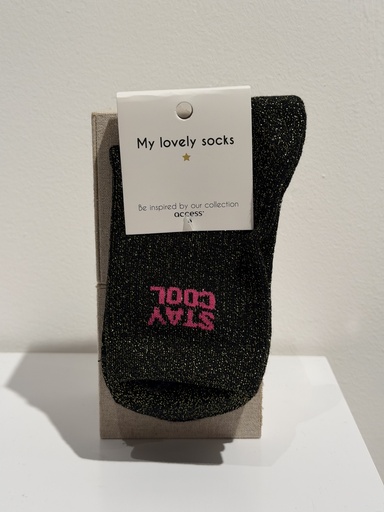 My lovely socks
Be inspired by our collection
access
STAY
COOL